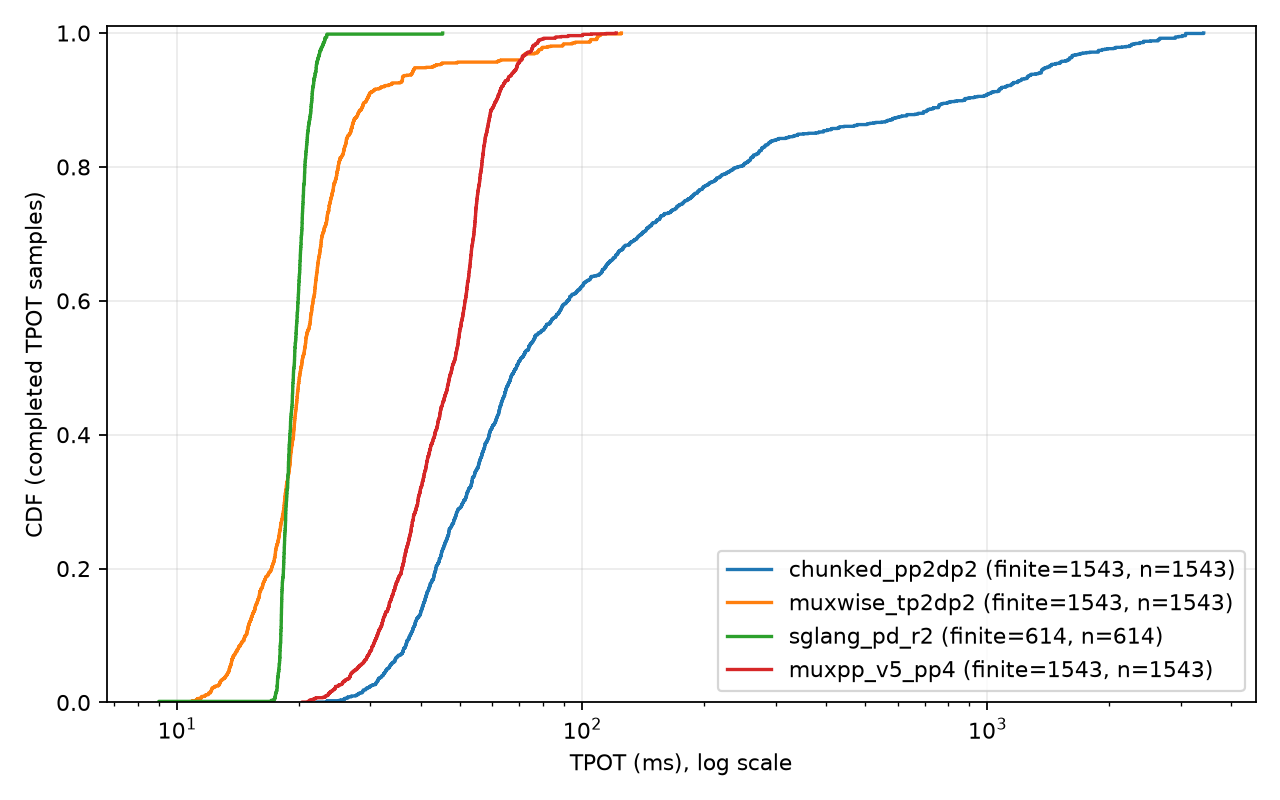 CDF (completed TPOT samples)
1.0
0.8
0.6
0.4
0.2
0.0
chunked_pp2dp2 (finite=1543, n=1543)
muxwise_tp2dp2 (finite=1543, n=1543)
sglang_pd_r2 (finite=614, n=614)
muxpp_v5_pp4 (finite=1543, n=1543)
10¹ 10² 10³
TPOT (ms), log scale